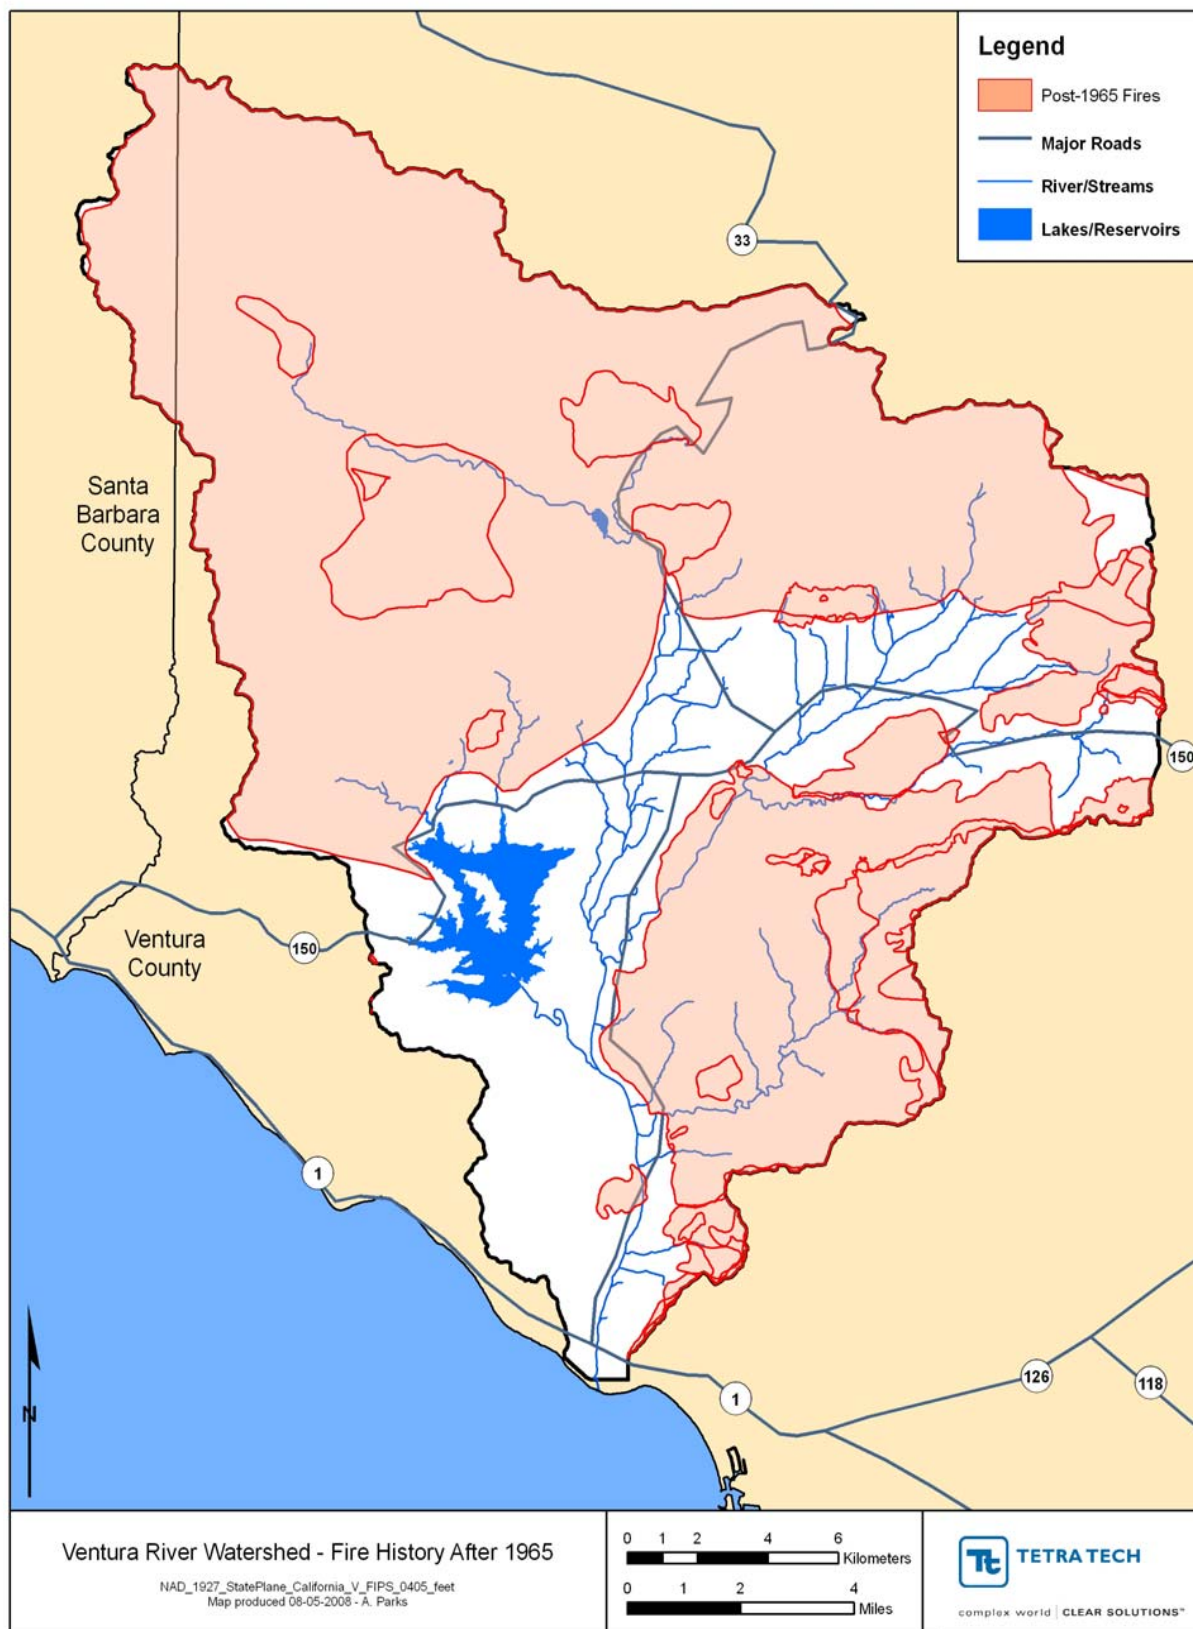 Legend
Post-1965 Fires
Major Roads
River/Streams
Lakes/Reservoirs
33
Santa
Barbara
County
150
Ventura
County
150
1
126
118
1
N
Ventura River Watershed - Fire History After 1965
NAD_1927_StatePlane_California_V_FIPS_0405_feet
Map produced 08-05-2008 - A. Parks
0 1 2 4 6
Kilometers
0 1 2 4
Miles
Tt TETRA TECH
complex world | CLEAR SOLUTIONS™